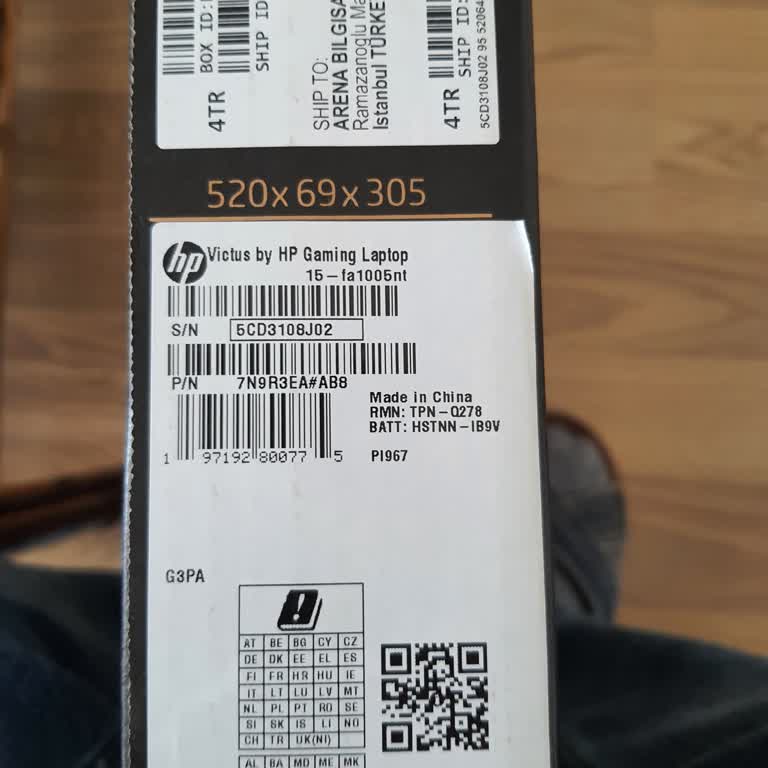 BOX ID:
4TR
SHIP ID
SHIP TO:
ARENA BILGISA
Ramazanoglu Ma
Istanbul TURKE
4TR
SHIP ID:
5CD3108J02 95 52064
520x69x305
hp
Victus by HP Gaming Laptop
15-fa1005nt
S/N 5CD3108J02
P/N 7N9R3EA#AB8
Made in China
RMN: TPN-Q278
BATT: HSTNN-IB9V
1 97192 80077 5
PI967
G3PA
AT BE BG CY CZ
DE DK EE EL ES
FI FR HR HU IE
IT LT LU LV MT
NL PL PT RO SE
SI SK IS LI NO
CH TR UK(NI)
AL BA MD ME MK